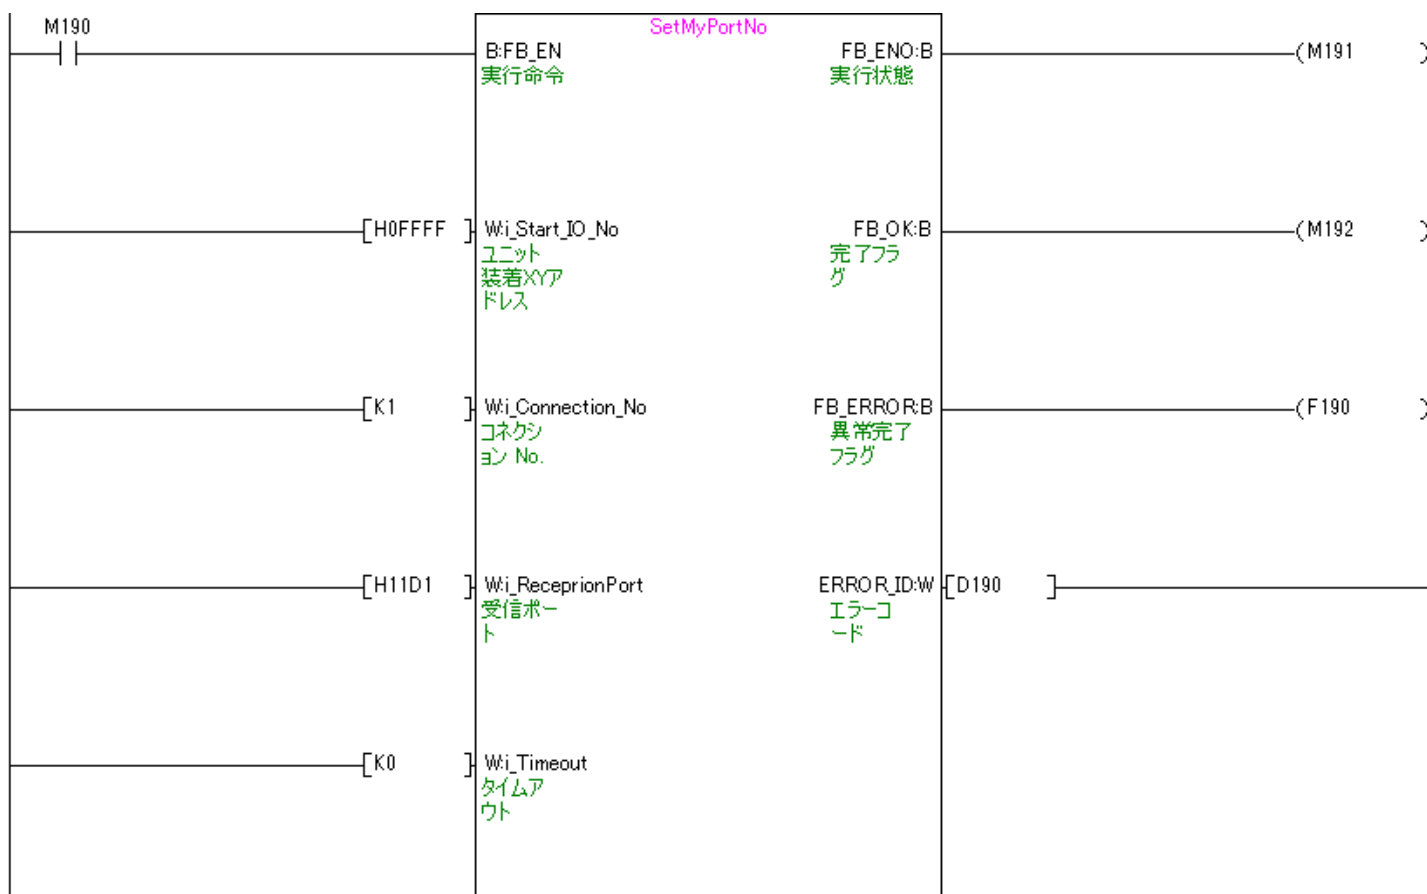 M190
SetMyPortNo
B:FB_EN
実行命令
FB_ENO:B
実行状態
(M191 )
[H0FFFF ]
W:i_Start_IO_No
ユニット
装着XYア
ドレス
FB_OK:B
完了フラ
グ
(M192 )
[K1 ]
W:i_Connection_No
コネクシ
ョン No.
FB_ERROR:B
異常完了
フラグ
(F190 )
[H11D1 ]
W:i_ReceprionPort
受信ポー
ト
ERROR_ID:W
エラーコ
ード
[D190 ]
[K0 ]
W:i_Timeout
タイムア
ウト